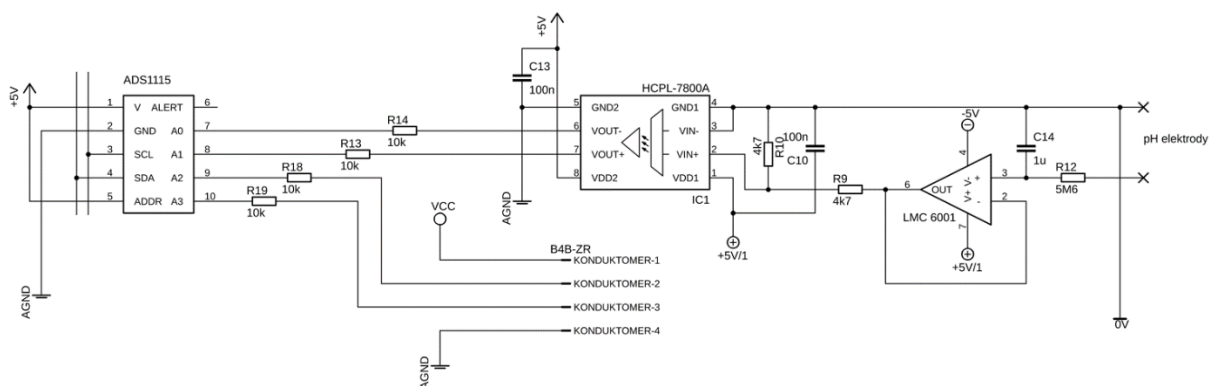 +5V
ADS1115
1 V ALERT 6
2 GND A0 7
3 SCL A1 8
4 SDA A2 9
5 ADDR A3 10
AGND
R14
10k
R13
10k
R18
10k
R19
10k
VCC
B4B-ZR
KONDUKTOMER-1
KONDUKTOMER-2
KONDUKTOMER-3
KONDUKTOMER-4
AGND
+5V
C13
100n
AGND
HCPL-7800A
5 GND2 GND1 4
6 VOUT- VIN- 3
7 VOUT+ VIN+ 2
8 VDD2 VDD1 1
IC1
+5V/1
4k7
R10
100n
C10
R9
4k7
-5V
4
3
2
6
7
OUT
V+ V-
+
-
LMC 6001
+5V/1
C14
1u
R12
5M6
pH elektrody
0V